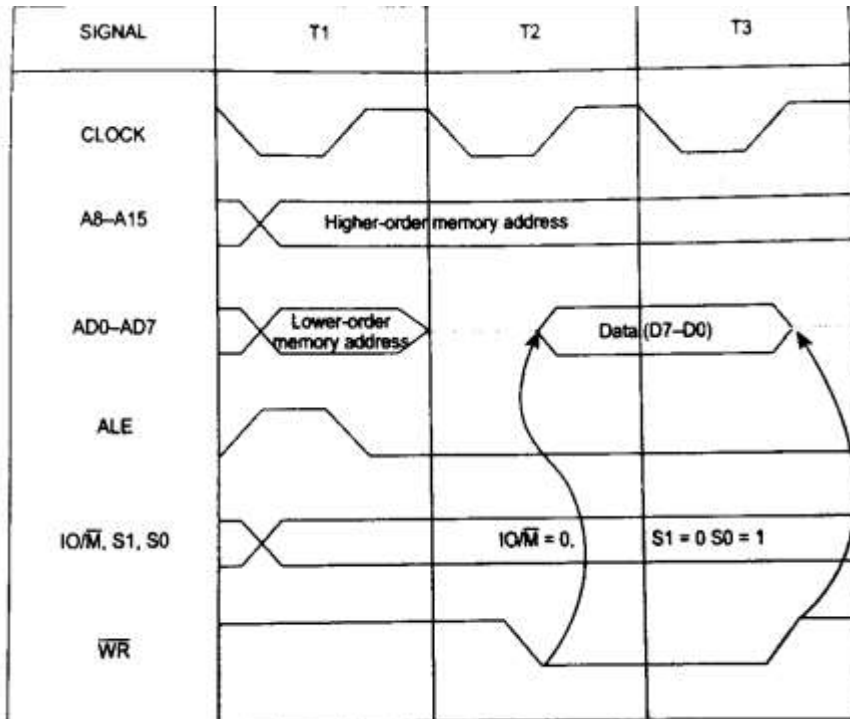 SIGNAL T1 T2 T3
CLOCK
A8–A15 Higher-order memory address
AD0–AD7 Lower-order memory address Data (D7–D0)
ALE
IO/M̅, S1, S0 IO/M̅ = 0, S1 = 0 S0 = 1
W̅R̅